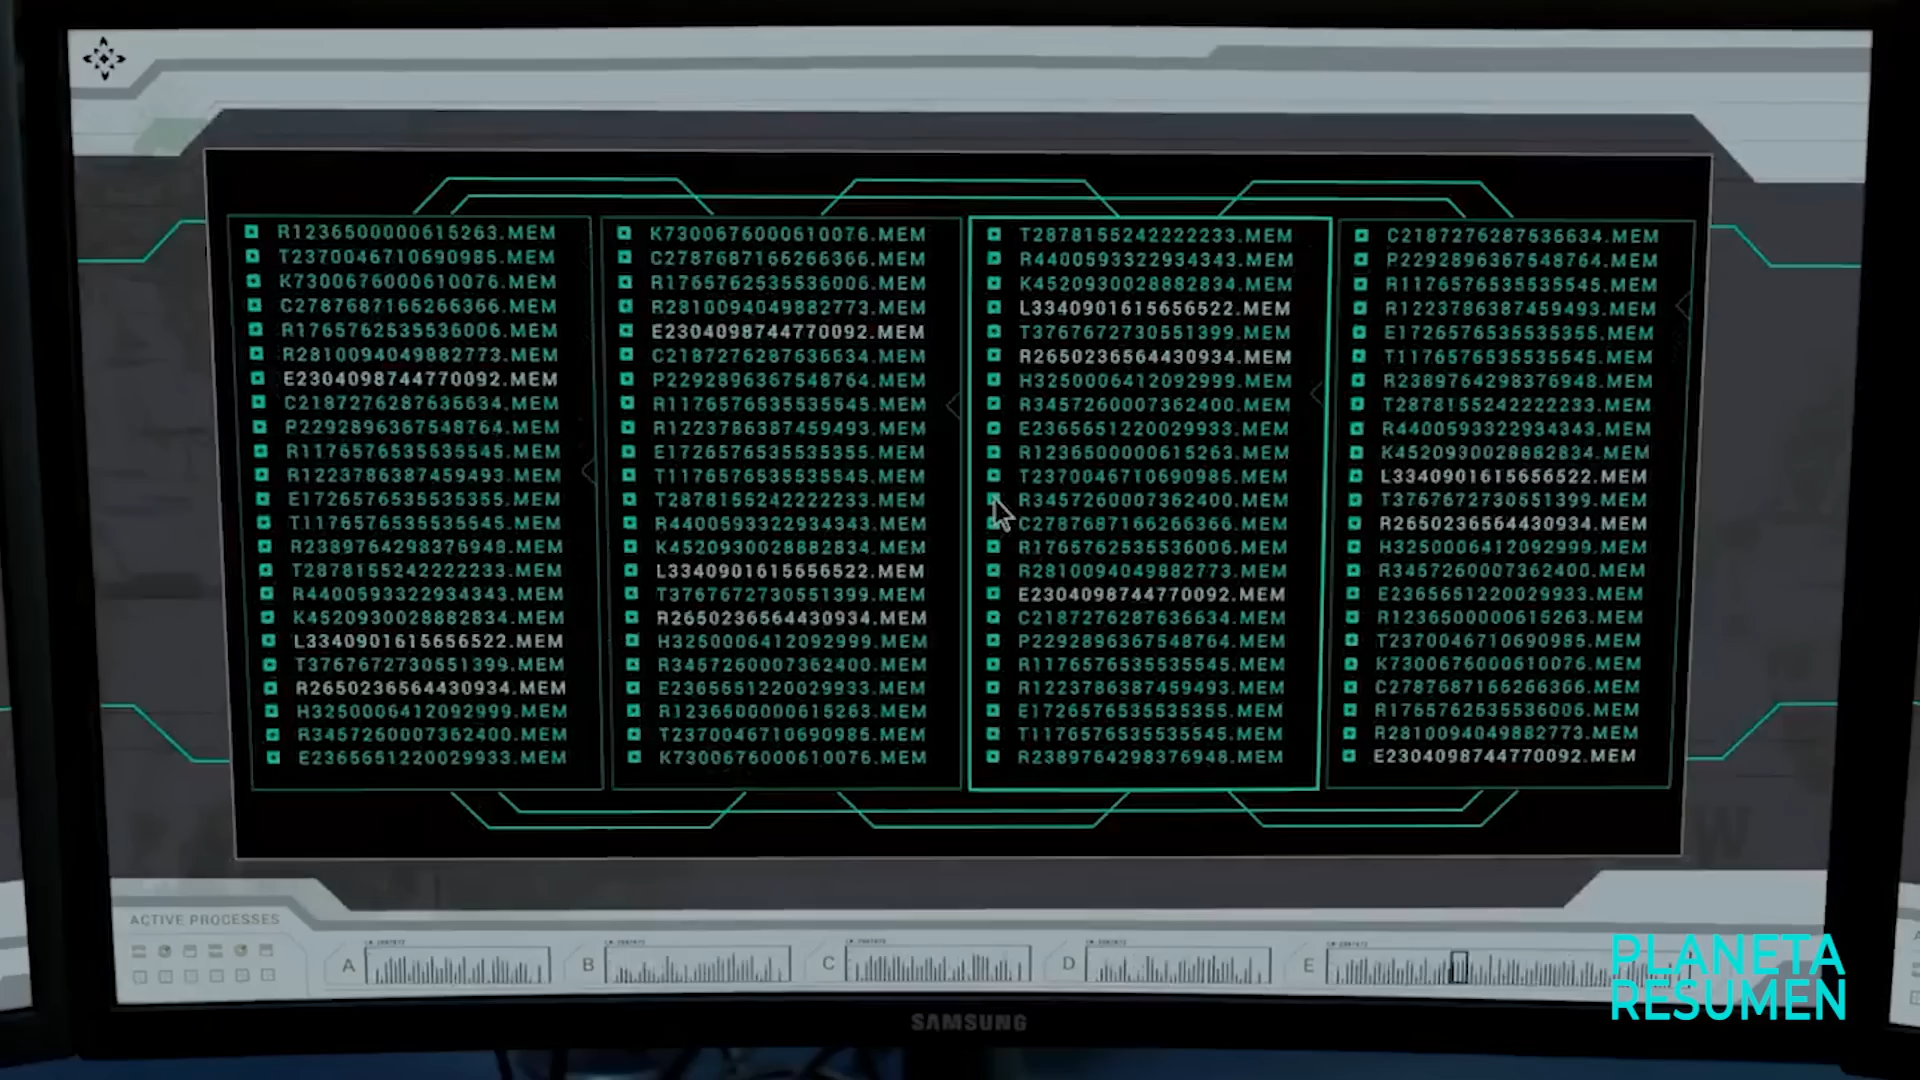 R1236500000615263.MEM
T2370046710690985.MEM
K7300676000610076.MEM
C2787687166266366.MEM
R1765762535536006.MEM
R2810094049882773.MEM
E2304098744770092.MEM
C2187276287636634.MEM
P2292896367548764.MEM
R1176576535535545.MEM
R1223786387459493.MEM
E1726576535535355.MEM
T1176576535535545.MEM
R2389764298376948.MEM
T2878155242222233.MEM
R4400593322934343.MEM
K4520930028882834.MEM
L3340901615656522.MEM
T3767672730551399.MEM
R2650236564430934.MEM
H3250006412092999.MEM
R3457260007362400.MEM
E2365651220029933.MEM
K7300676000610076.MEM
C2787687166266366.MEM
R1765762535536006.MEM
R2810094049882773.MEM
E2304098744770092.MEM
C2187276287636634.MEM
P2292896367548764.MEM
R1176576535535545.MEM
R1223786387459493.MEM
E1726576535535355.MEM
T1176576535535545.MEM
T2878155242222233.MEM
R4400593322934343.MEM
K4520930028882834.MEM
L3340901615656522.MEM
T3767672730551399.MEM
R2650236564430934.MEM
H3250006412092999.MEM
R3457260007362400.MEM
E2365651220029933.MEM
R1236500000615263.MEM
T2370046710690985.MEM
K7300676000610076.MEM
T2878155242222233.MEM
R4400593322934343.MEM
K4520930028882834.MEM
L3340901615656522.MEM
T3767672730551399.MEM
R2650236564430934.MEM
H3250006412092999.MEM
R3457260007362400.MEM
E2365651220029933.MEM
R1236500000615263.MEM
T2370046710690985.MEM
R3457260007362400.MEM
C2787687166266366.MEM
R1765762535536006.MEM
R2810094049882773.MEM
E2304098744770092.MEM
C2187276287636634.MEM
P2292896367548764.MEM
R1176576535535545.MEM
R1223786387459493.MEM
E1726576535535355.MEM
T1176576535535545.MEM
R2389764298376948.MEM
C2187276287536634.MEM
P2292896367548764.MEM
R1176576535535545.MEM
R1223786387459493.MEM
E1726576535535355.MEM
T1176576535535545.MEM
R2389764298376948.MEM
T2878155242222233.MEM
R4400593322934343.MEM
K4520930028882834.MEM
L3340901615656522.MEM
T3767672730551399.MEM
R2650236564430934.MEM
H3250006412092999.MEM
R3457260007362400.MEM
E2365651220029933.MEM
R1236500000615263.MEM
T2370046710690985.MEM
K7300676000610076.MEM
C2787687166266366.MEM
R1765762535536006.MEM
R2810094049882773.MEM
E2304098744770092.MEM
ACTIVE PROCESSES
A
B
C
D
E
PLANETA
RESUMEN
SAMSUNG